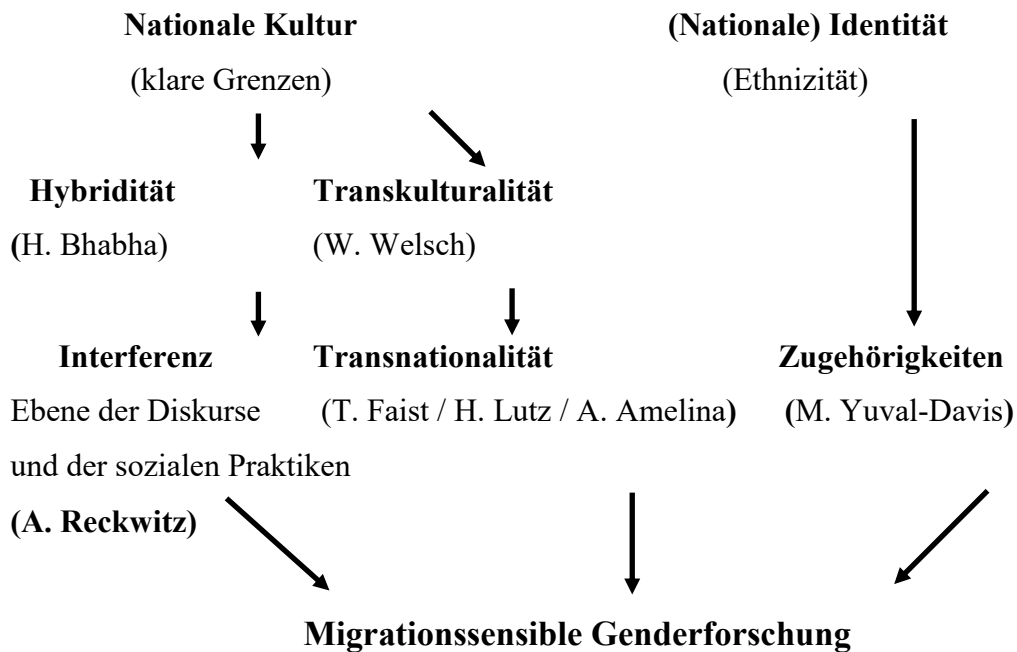 Nationale Kultur (Nationale) Identität
(klare Grenzen) (Ethnizität)
Hybridität Transkulturalität
(H. Bhabha) (W. Welsch)
Interferenz Transnationalität Zugehörigkeiten
Ebene der Diskurse (T. Faist / H. Lutz / A. Amelina) (M. Yuval-Davis)
und der sozialen Praktiken
(A. Reckwitz)
Migrationssensible Genderforschung